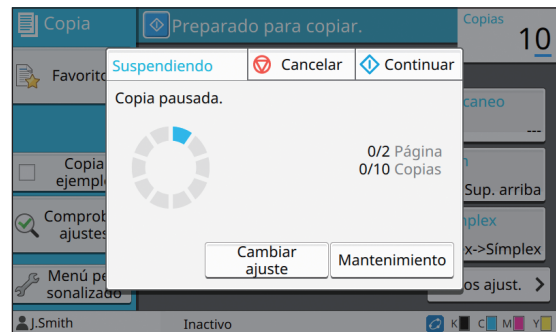 Copia
Preparado para copiar.
Copias
10
Favorito
Suspendiendo
Cancelar
Continuar
Copia pausada.
caneo
---
0/2 Página
0/10 Copias
Copia
ejempl
Sup. arriba
Comprob
ajustes
plex
x->Símplex
Cambiar
ajuste
Mantenimiento
Menú pe
sonalizado
os ajust.
J.Smith
Inactivo
K
C
M
Y